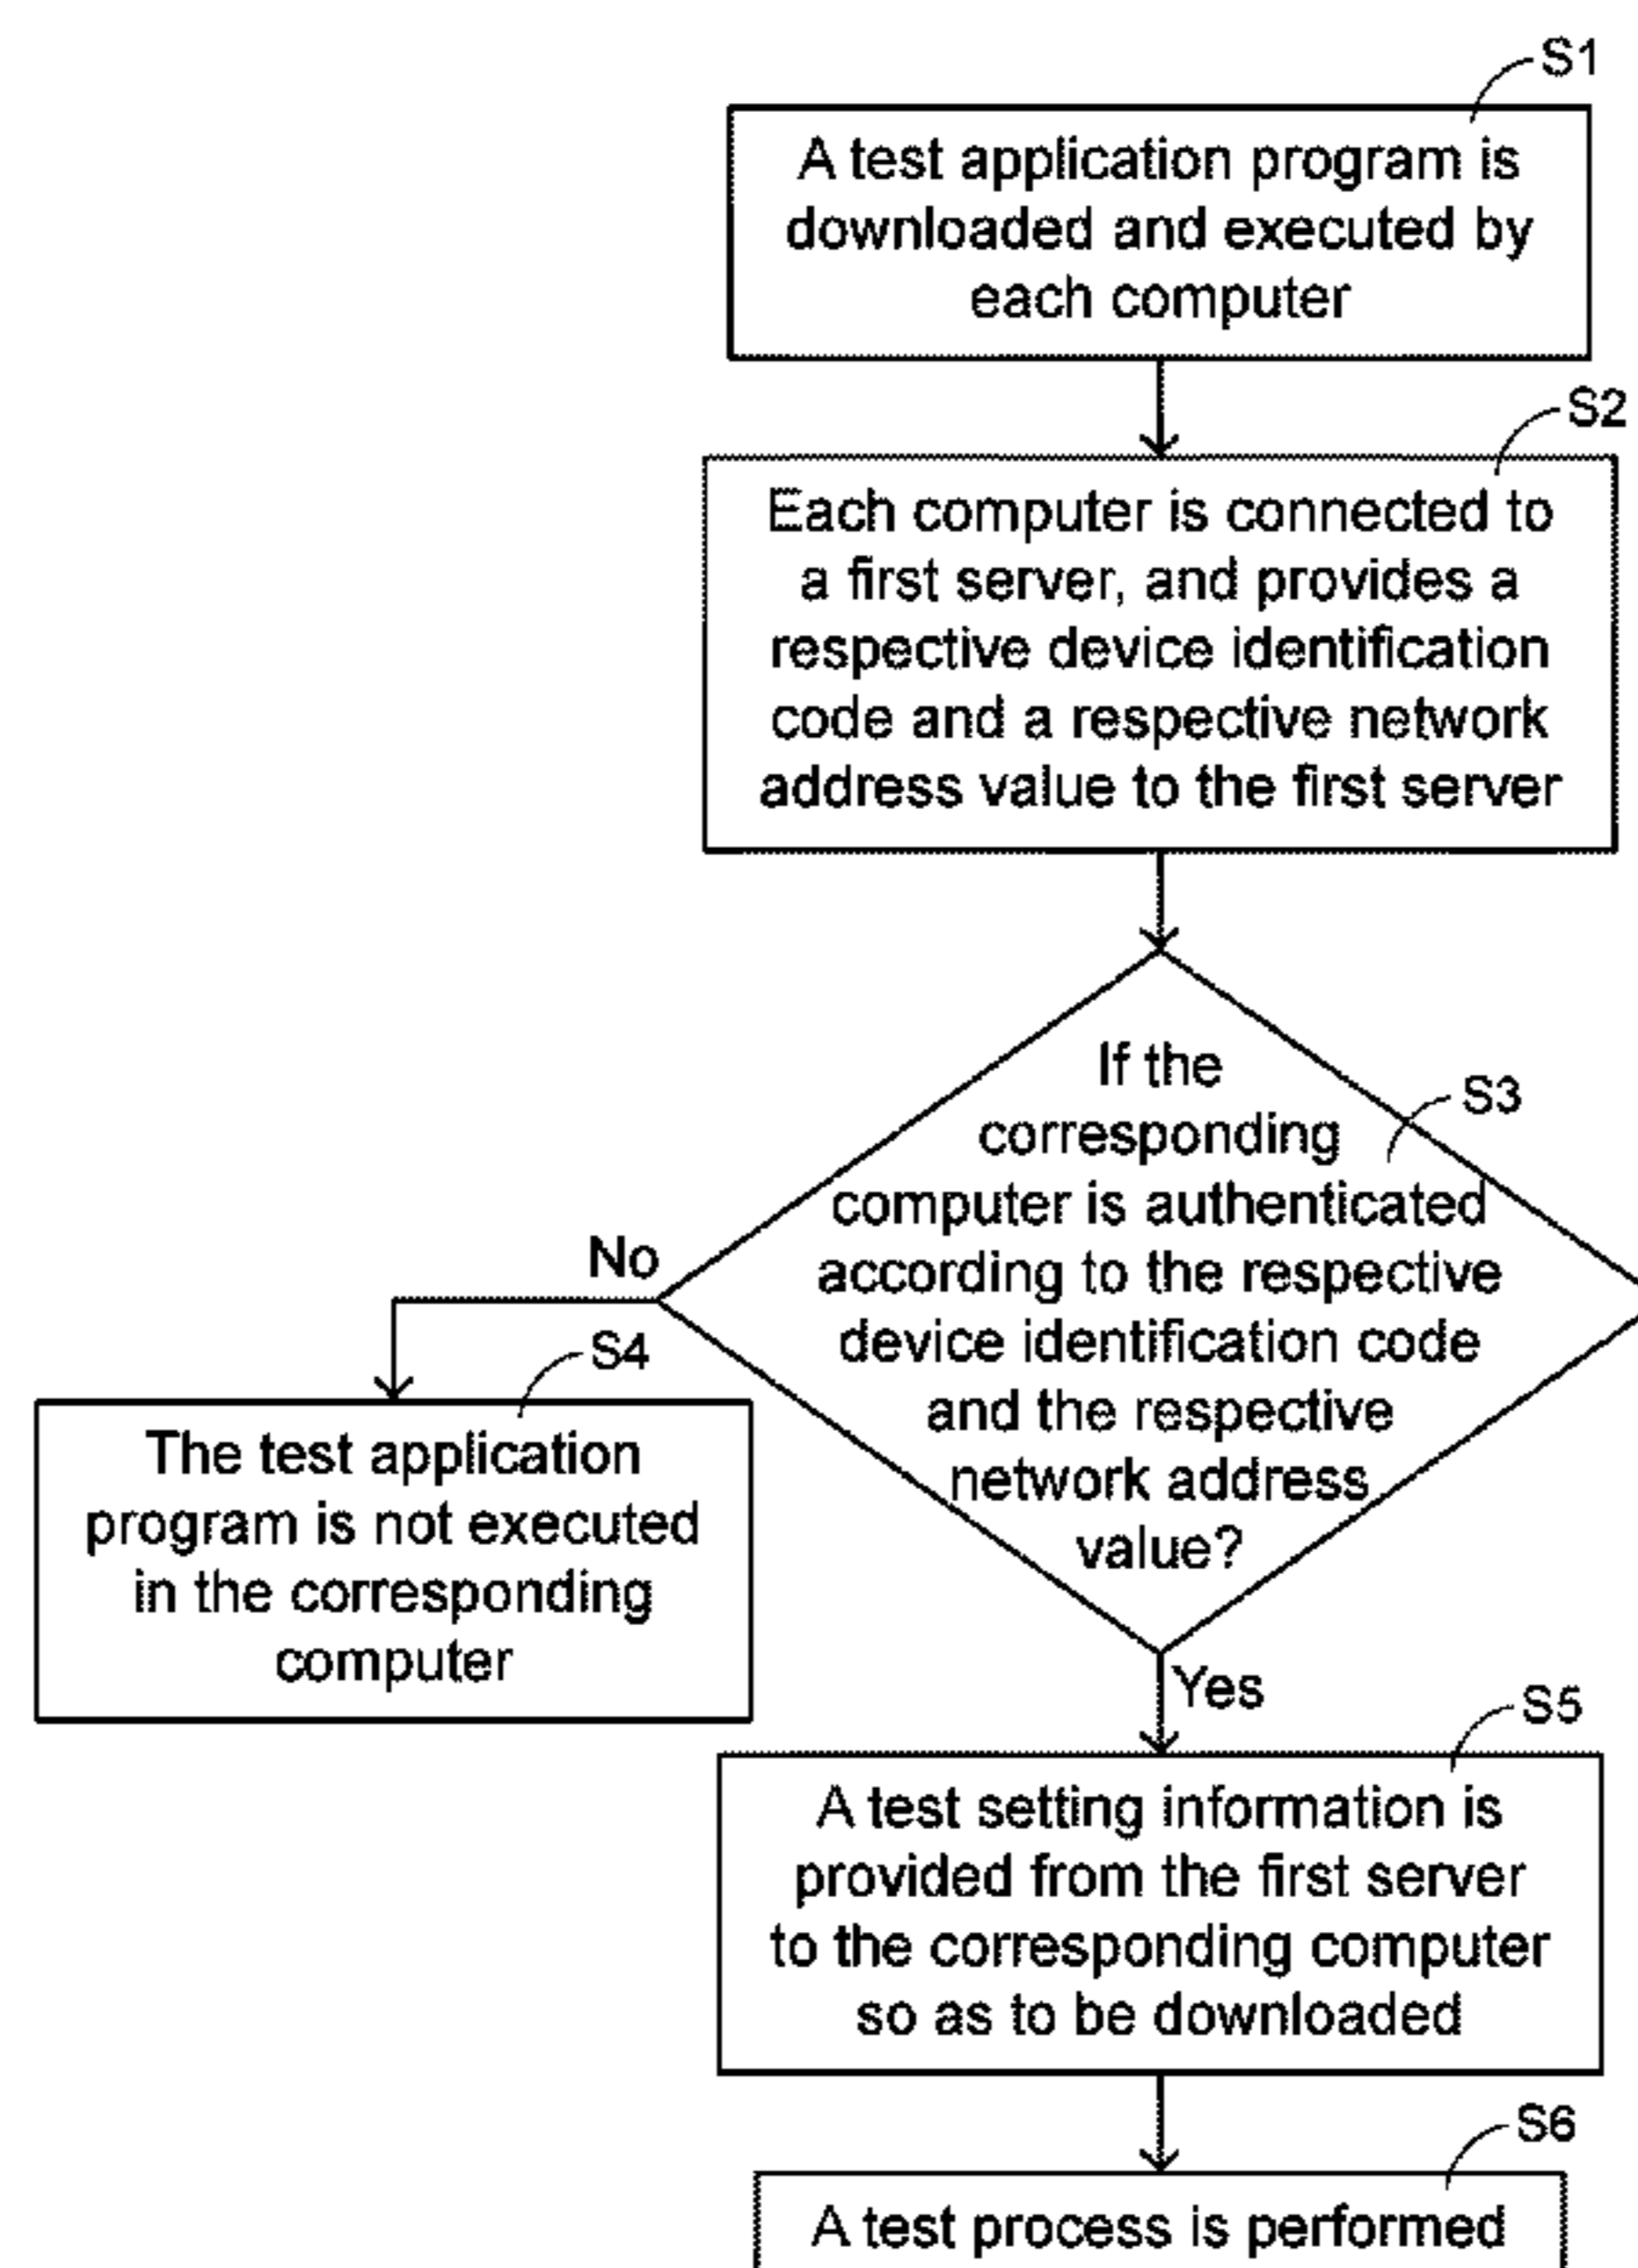 S1
A test application program is
downloaded and executed by
each computer
S2
Each computer is connected to
a first server, and provides a
respective device identification
code and a respective network
address value to the first server
If the
S3
corresponding
computer is authenticated
according to the respective
device identification code
and the respective
network address
value?
No
S4
The test application
program is not executed
in the corresponding
computer
Yes
S5
A test setting information is
provided from the first server
to the corresponding computer
so as to be downloaded
S6
A test process is performed